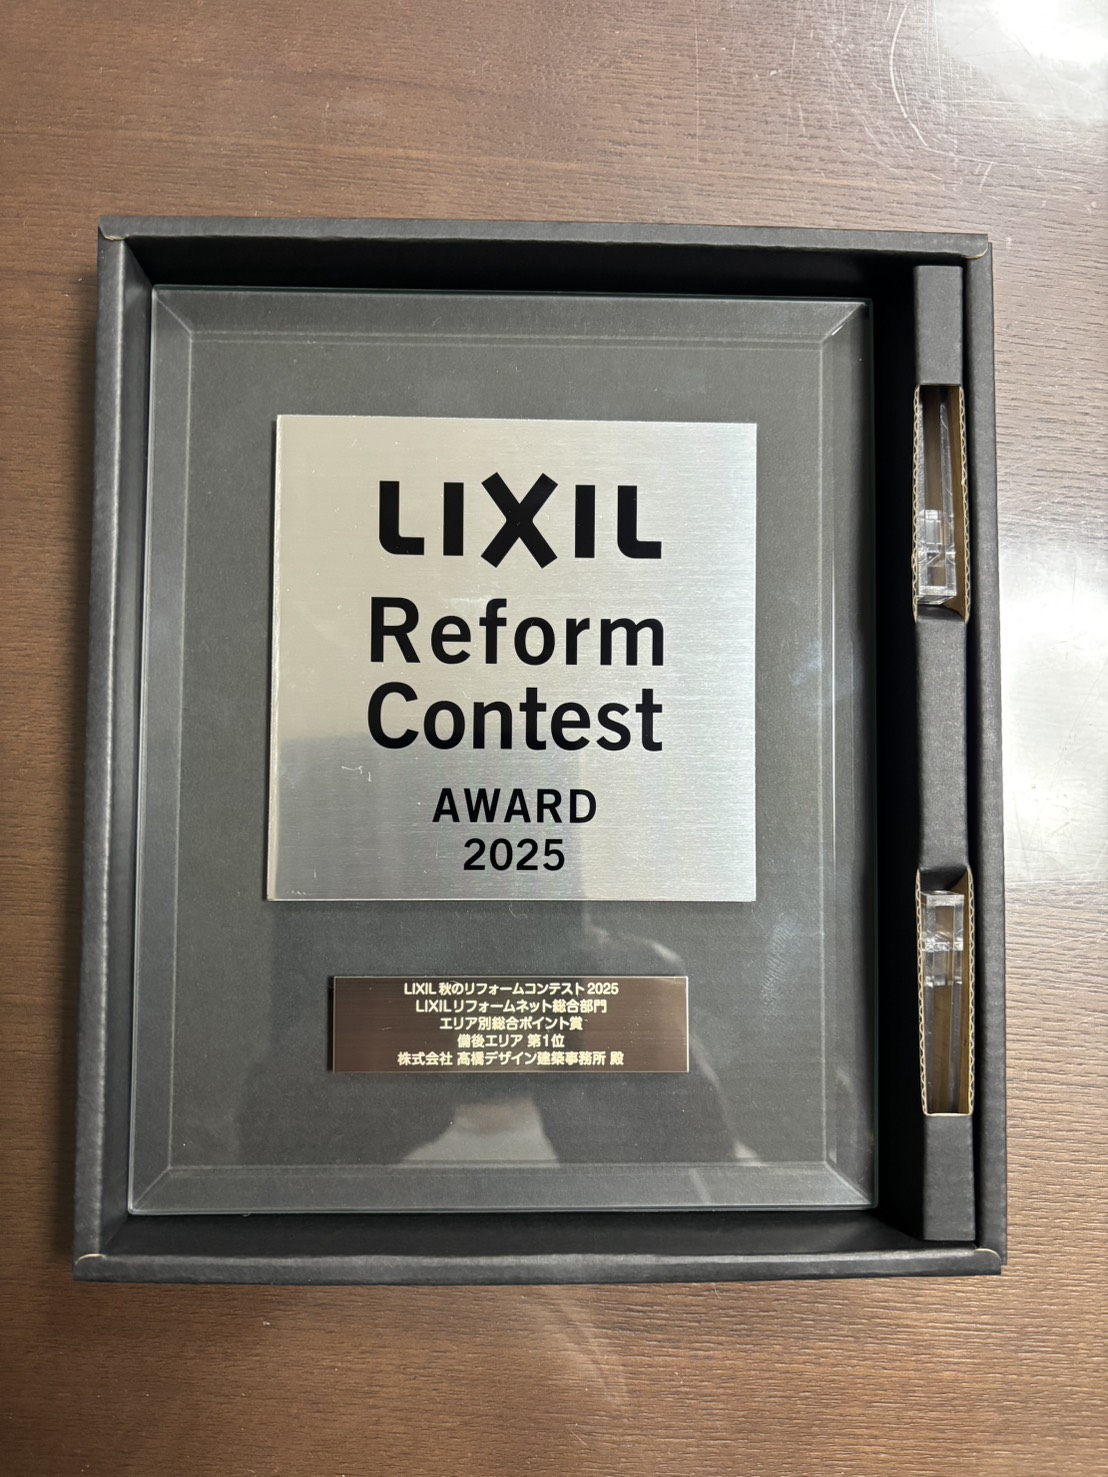 LIXIL
Reform
Contest
AWARD
2025
LIXIL 秋のリフォームコンテスト2025
LIXILリフォームネット総合部門
エリア別総合ポイント賞
備後エリア 第1位
株式会社 高橋デザイン建築事務所 殿